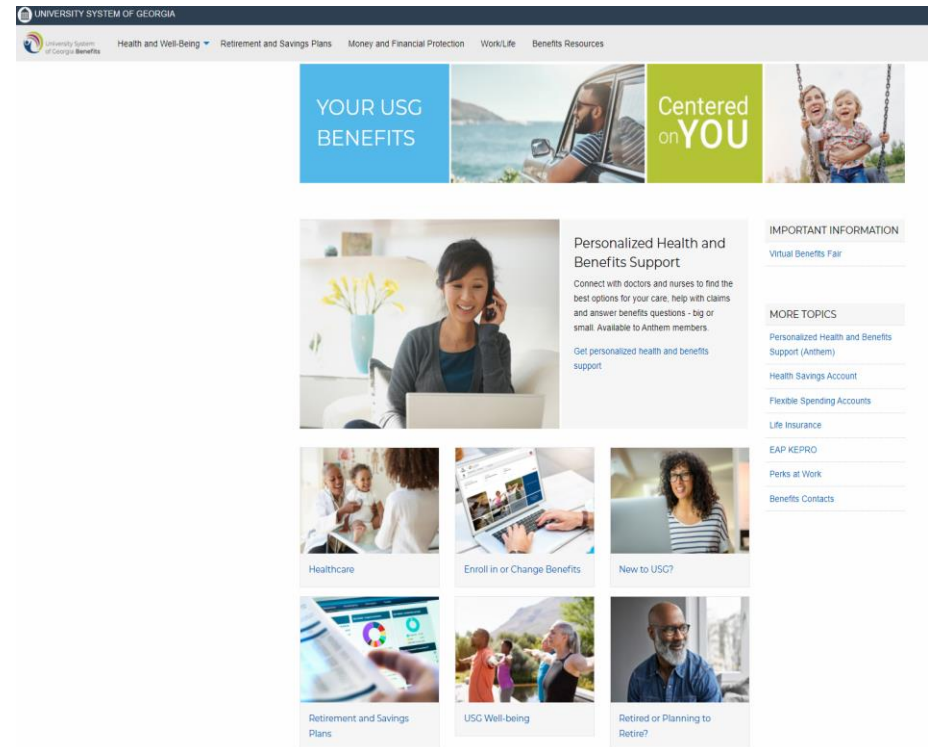 UNIVERSITY SYSTEM OF GEORGIA
University System
of Georgia Benefits
Health and Well-Being
Retirement and Savings Plans
Money and Financial Protection
Work/Life
Benefits Resources
YOUR USG
BENEFITS
Centered
on YOU
Personalized Health and
Benefits Support
Connect with doctors and nurses to find the
best options for your care, help with claims
and answer benefits questions - big or
small. Available to Anthem members.
Get personalized health and benefits
support
IMPORTANT INFORMATION
Virtual Benefits Fair
MORE TOPICS
Personalized Health and Benefits
Support (Anthem)
Health Savings Account
Flexible Spending Accounts
Life Insurance
EAP KEPRO
Perks at Work
Benefits Contacts
Healthcare
Enroll in or Change Benefits
New to USG?
Retirement and Savings
Plans
USG Well-being
Retired or Planning to
Retire?